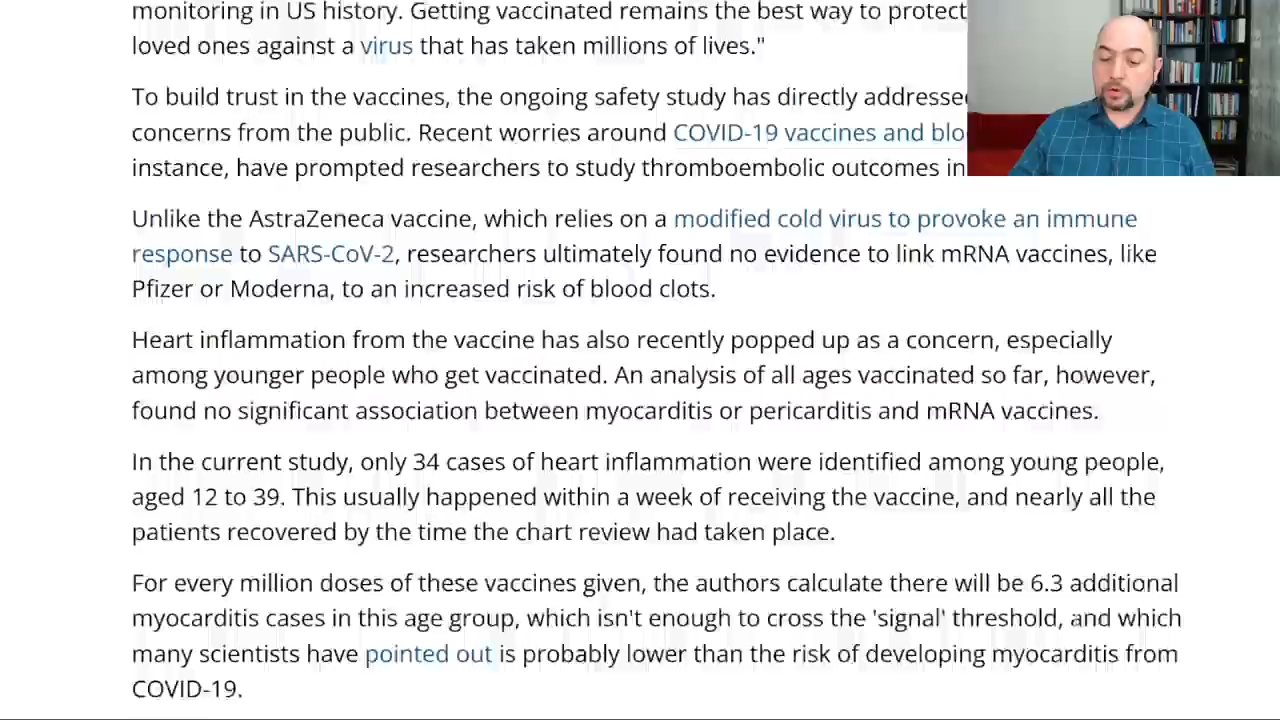 monitoring in US history. Getting vaccinated remains the best way to protect
loved ones against a virus that has taken millions of lives."
To build trust in the vaccines, the ongoing safety study has directly addressed
concerns from the public. Recent worries around COVID-19 vaccines and blo
instance, have prompted researchers to study thromboembolic outcomes in
Unlike the AstraZeneca vaccine, which relies on a modified cold virus to provoke an immune
response to SARS-CoV-2, researchers ultimately found no evidence to link mRNA vaccines, like
Pfizer or Moderna, to an increased risk of blood clots.
Heart inflammation from the vaccine has also recently popped up as a concern, especially
among younger people who get vaccinated. An analysis of all ages vaccinated so far, however,
found no significant association between myocarditis or pericarditis and mRNA vaccines.
In the current study, only 34 cases of heart inflammation were identified among young people,
aged 12 to 39. This usually happened within a week of receiving the vaccine, and nearly all the
patients recovered by the time the chart review had taken place.
For every million doses of these vaccines given, the authors calculate there will be 6.3 additional
myocarditis cases in this age group, which isn't enough to cross the 'signal' threshold, and which
many scientists have pointed out is probably lower than the risk of developing myocarditis from
COVID-19.